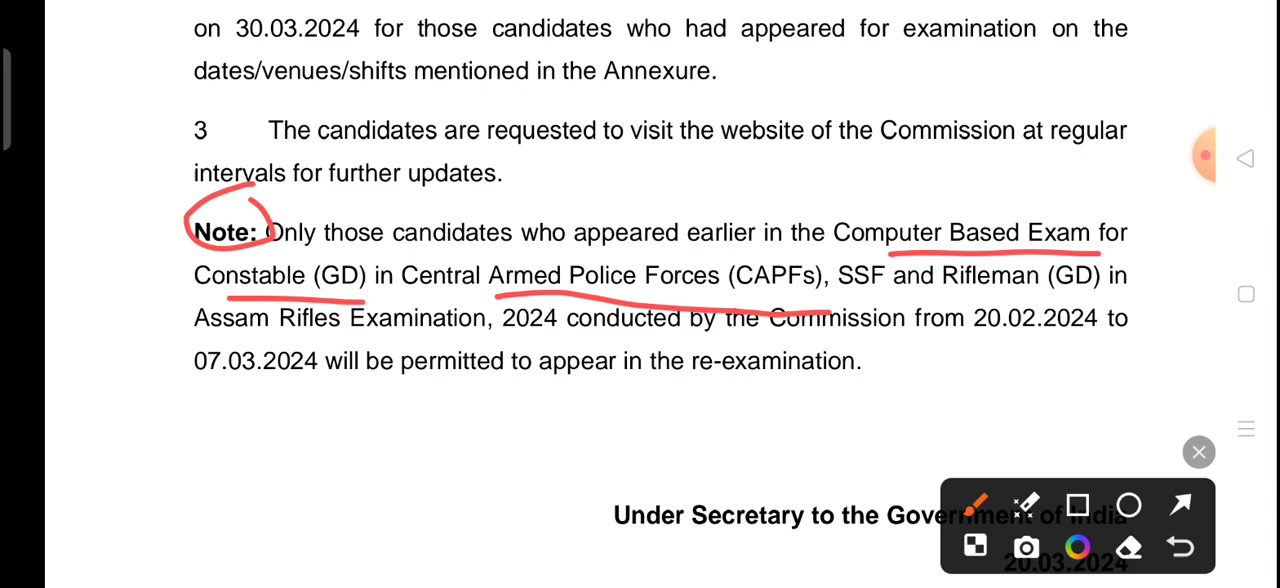 on 30.03.2024 for those candidates who had appeared for examination on the
dates/venues/shifts mentioned in the Annexure.
3 The candidates are requested to visit the website of the Commission at regular
intervals for further updates.
Note: Only those candidates who appeared earlier in the Computer Based Exam for
Constable (GD) in Central Armed Police Forces (CAPFs), SSF and Rifleman (GD) in
Assam Rifles Examination, 2024 conducted by the Commission from 20.02.2024 to
07.03.2024 will be permitted to appear in the re-examination.
Under Secretary to the Government of India
20.03.2024